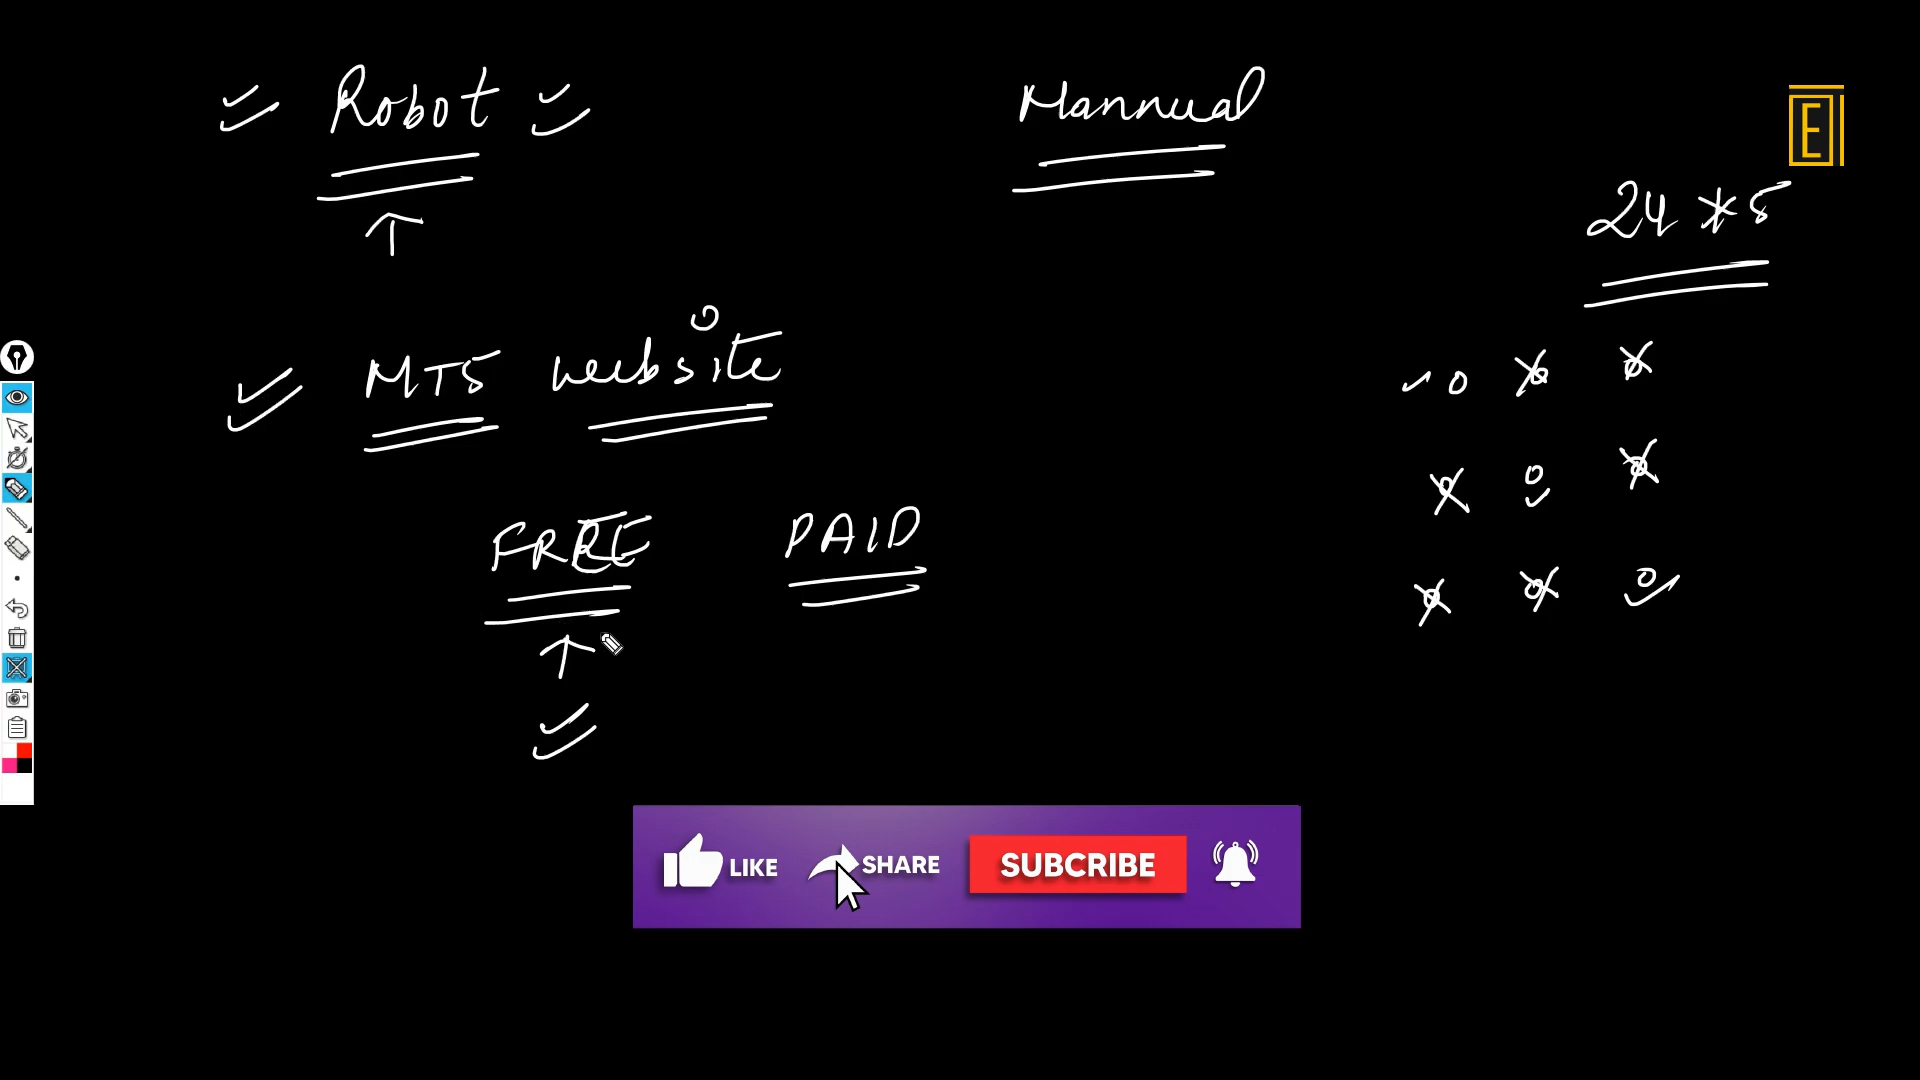 Robot Mannual
E
24 * 5
MT5 website
FREE PAID
LIKE SHARE SUBCRIBE